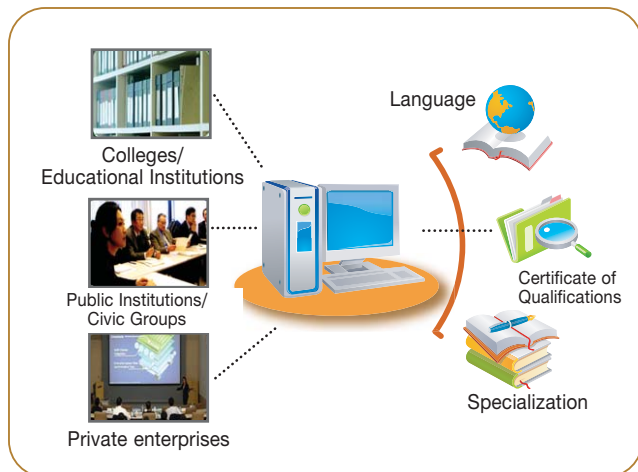 Colleges/
Educational Institutions
Public Institutions/
Civic Groups
Private enterprises
Language
Certificate of
Qualifications
Specialization